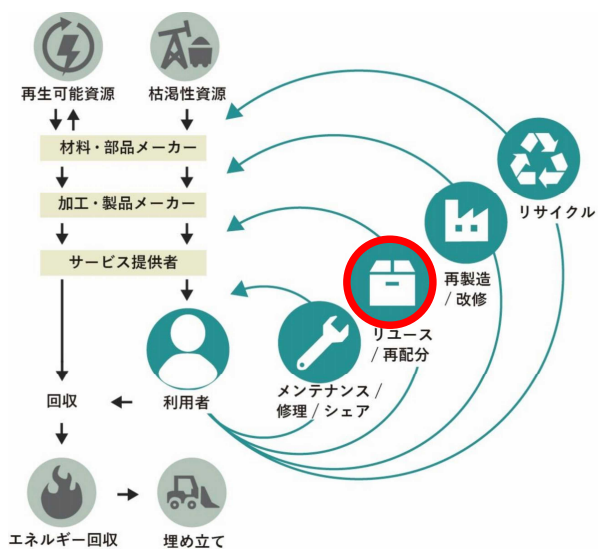 再生可能資源
枯渇性資源
材料・部品メーカー
加工・製品メーカー
サービス提供者
リサイクル
再製造
/ 改修
リユース
/ 再配分
メンテナンス /
修理 / シェア
利用者
回収
エネルギー回収
埋め立て